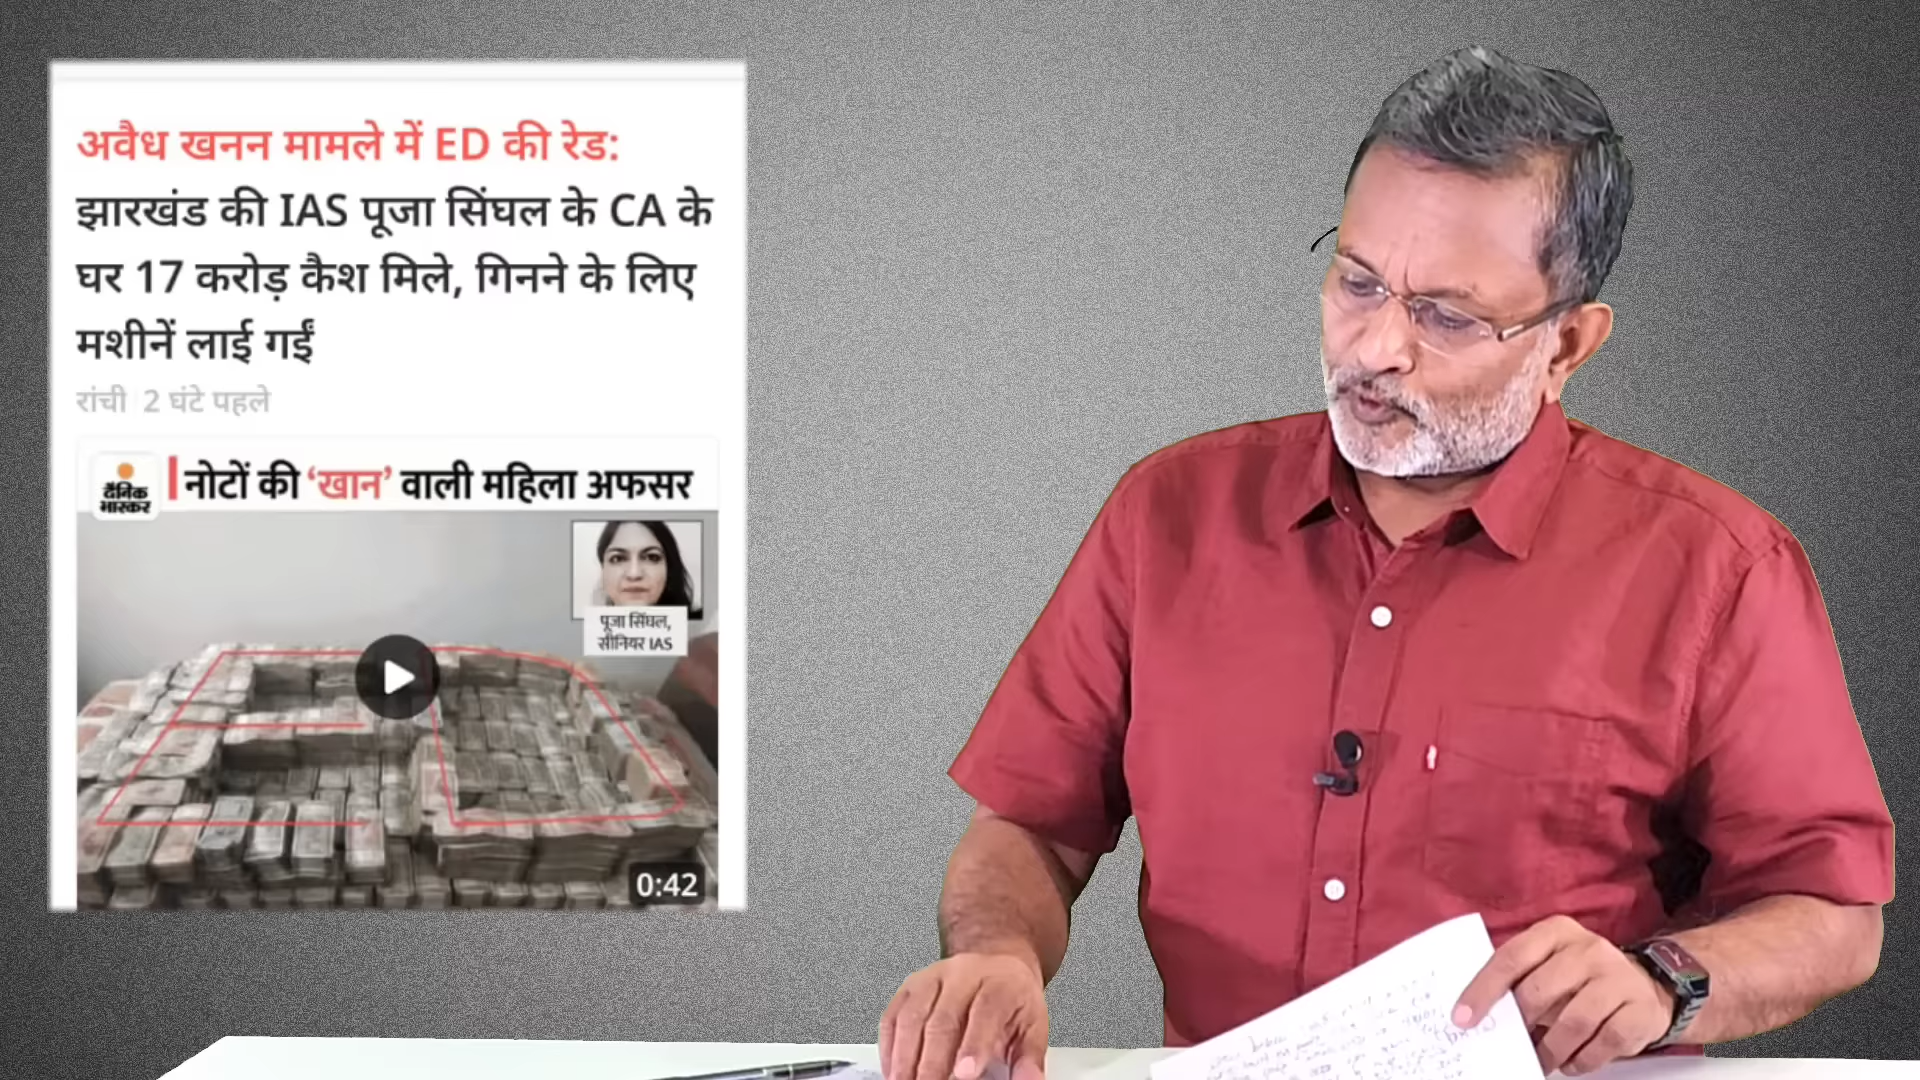 अवैध खनन मामले में ED की रेड:
झारखंड की IAS पूजा सिंघल के CA के
घर 17 करोड़ कैश मिले, गिनने के लिए
मशीनें लाई गईं
रांची 2 घंटे पहले
दैनिक
भास्कर
नोटों की ‘खान’ वाली महिला अफसर
पूजा सिंघल,
सीनियर IAS
0:42